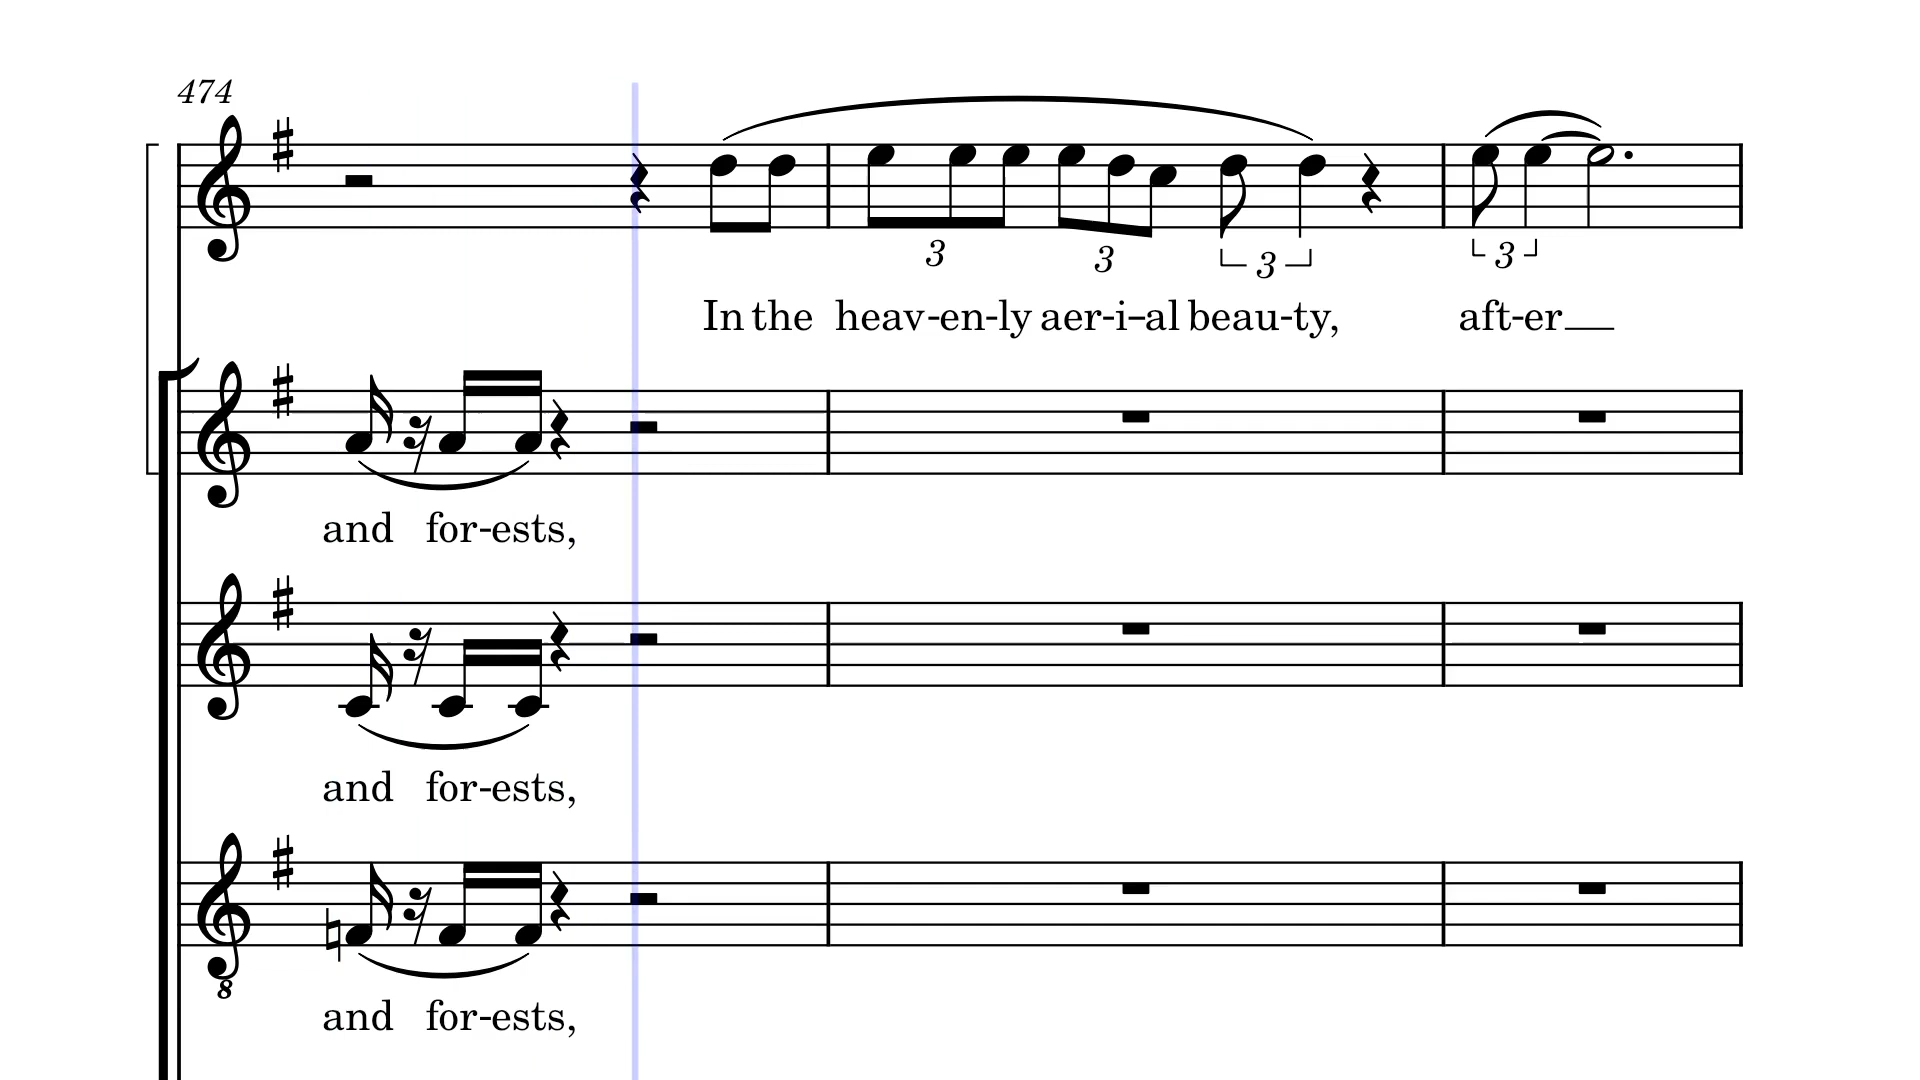 474
3 3 3 3
In the heav-en-ly aer-i-al beau-ty, aft-er
and for-ests,
and for-ests,
8
and for-ests,